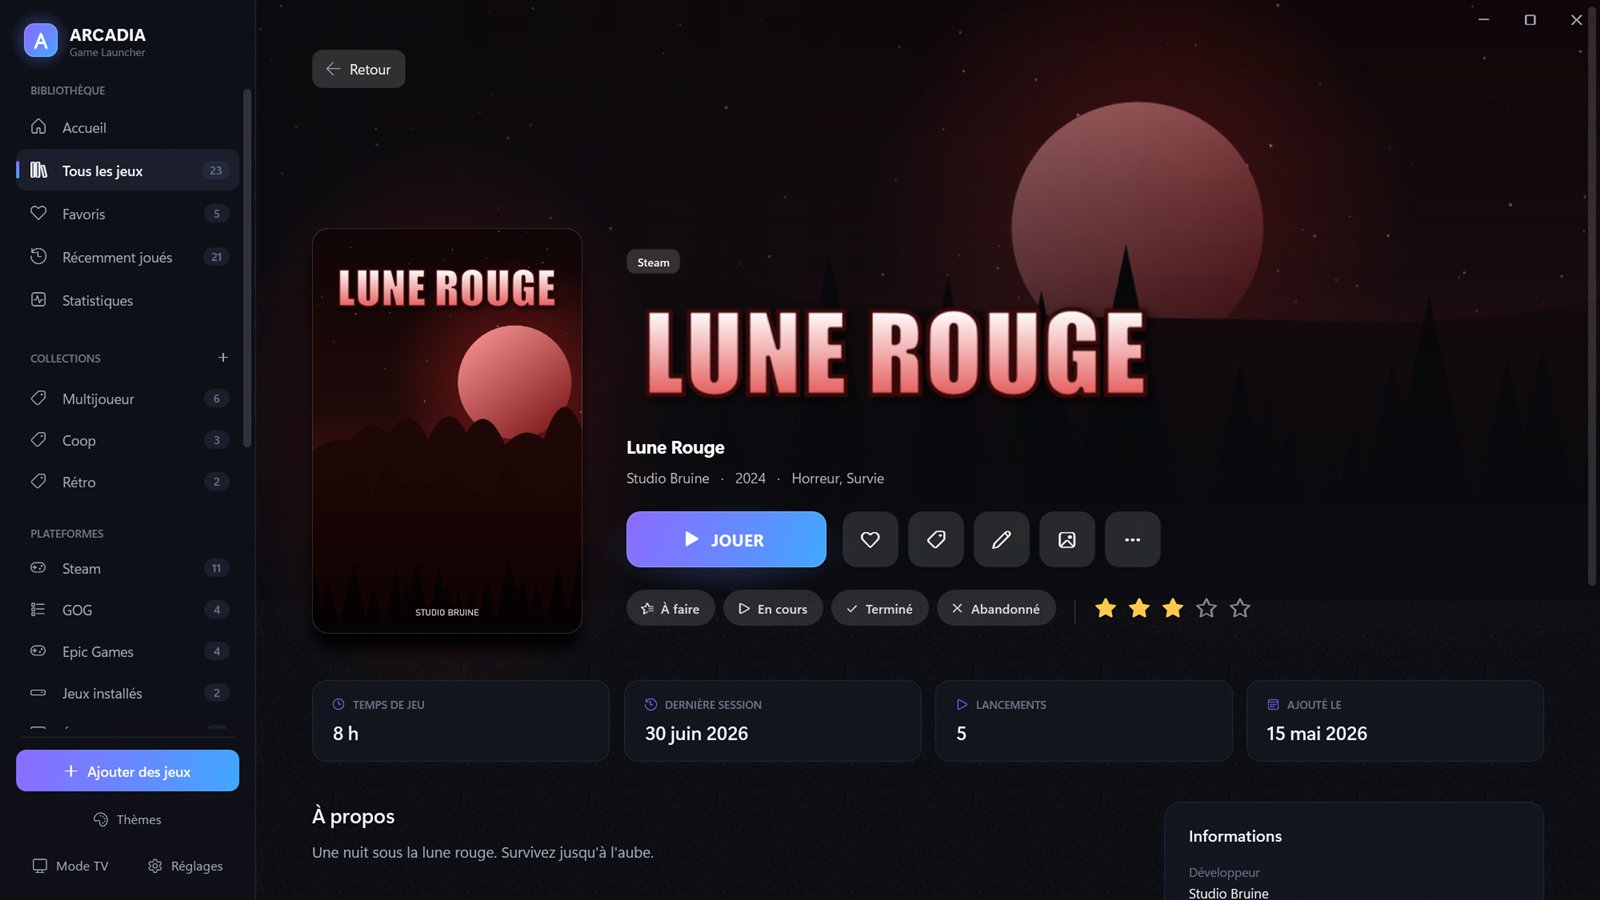 A
ARCADIA
Game Launcher
BIBLIOTHÈQUE
Accueil
Tous les jeux 23
Favoris 5
Récemment joués 21
Statistiques
COLLECTIONS +
Multijoueur 6
Coop 3
Rétro 2
PLATEFORMES
Steam 11
GOG 4
Epic Games 4
Jeux installés 2
+ Ajouter des jeux
Thèmes
Mode TV Réglages
Retour
LUNE ROUGE
STUDIO BRUINE
Steam
LUNE ROUGE
Lune Rouge
Studio Bruine · 2024 · Horreur, Survie
JOUER
À faire En cours Terminé Abandonné
TEMPS DE JEU
8 h
DERNIÈRE SESSION
30 juin 2026
LANCEMENTS
5
AJOUTÉ LE
15 mai 2026
À propos
Une nuit sous la lune rouge. Survivez jusqu'à l'aube.
Informations
Développeur
Studio Bruine